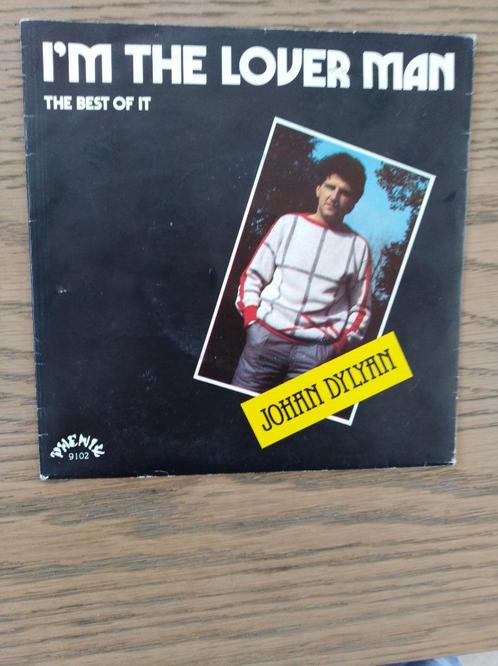 I'M THE LOVER MAN
THE BEST OF IT
JOHAN DYLYAN
PHENIX
9102